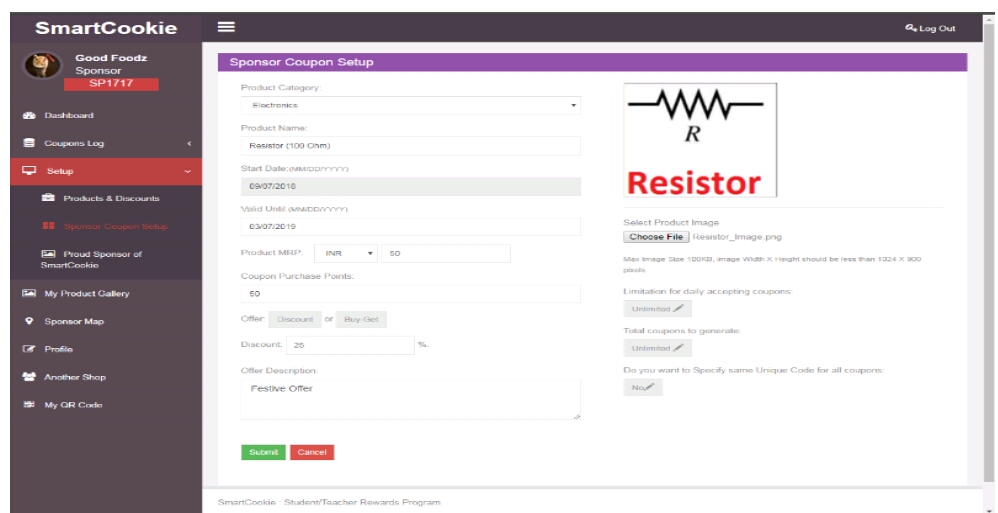 SmartCookie
Log Out
Good Foodz
Sponsor
SP1717
Dashboard
Coupons Log
Setup
Products & Discounts
Sponsor Coupon Setup
Proud Sponsor of
SmartCookie
My Product Gallery
Sponsor Map
Profile
Another Shop
My QR Code
Sponsor Coupon Setup
Product Category:
Electronics
Product Name:
Resistor (100 Ohm)
Start Date:(MM/DD/YYYY)
09/07/2018
Valid Until:(MM/DD/YYYY)
03/07/2019
Product MRP: INR 50
Coupon Purchase Points:
50
Offer: Discount or Buy-Get
Discount: 25 %.
Offer Description:
Festive Offer
Submit Cancel
R
Resistor
Select Product Image
Choose File Resistor_Image.png
Max Image Size 100KB, image Width X Height should be less than 1024 X 800
pixels
Limitation for daily accepting coupons:
Unlimited
Total coupons to generate:
Unlimited
Do you want to Specify same Unique Code for all coupons:
No
SmartCookie : Student/Teacher Rewards Program